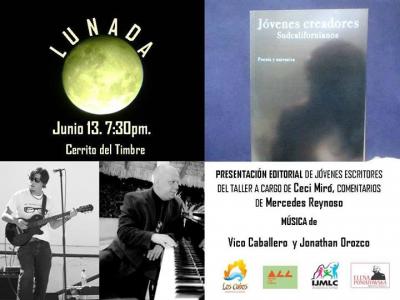 LUNADA
Junio 13. 7:30pm.
Cerrito del Timbre
Jóvenes creadores
Sudcalifornianos
Poesía y narrativa
PRESENTACIÓN EDITORIAL DE JÓVENES ESCRITORES
DEL TALLER A CARGO DE Ceci Miró, COMENTARIOS
DE Mercedes Reynoso
MÚSICA de
Vico Caballero y Jonathan Orozco
Los Cabos
IJMLC
ELENA
PONIATOWSKA